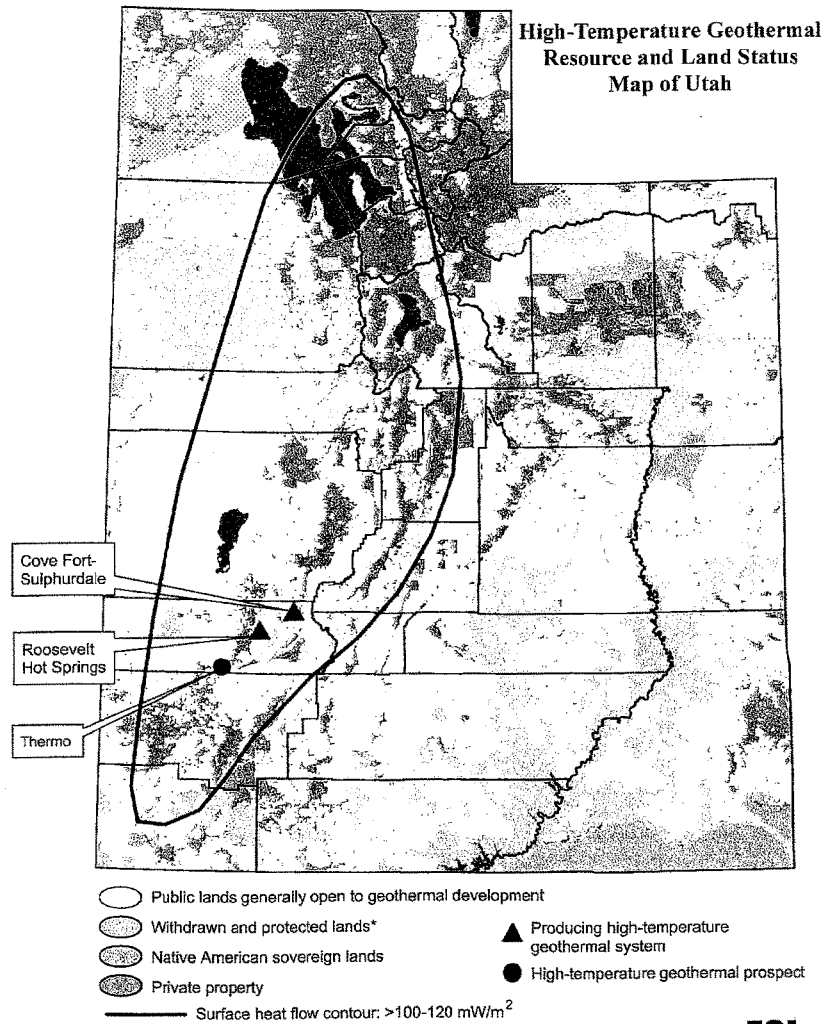 High-Temperature Geothermal
Resource and Land Status
Map of Utah
Cove Fort-
Sulphurdale
Roosevelt
Hot Springs
Thermo
Public lands generally open to geothermal development
Withdrawn and protected lands*
Native American sovereign lands
Private property
Surface heat flow contour: >100-120 mW/m²
Producing high-temperature
geothermal system
High-temperature geothermal prospect